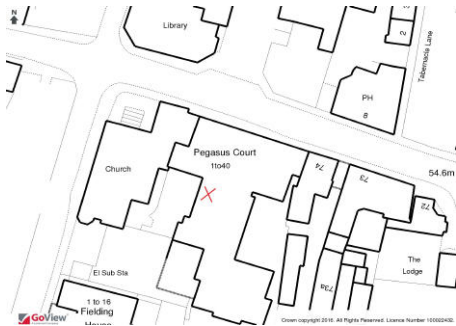 N
Library
2
Tabernacle Lane
PH
8
Pegasus Court
1to40
Church
74
73
54.6m
72
The
Lodge
El Sub Sta
73a
1 to 16
Fielding
House
GoView
Crown copyright 2016. All Rights Reserved. Licence Number 100022432.